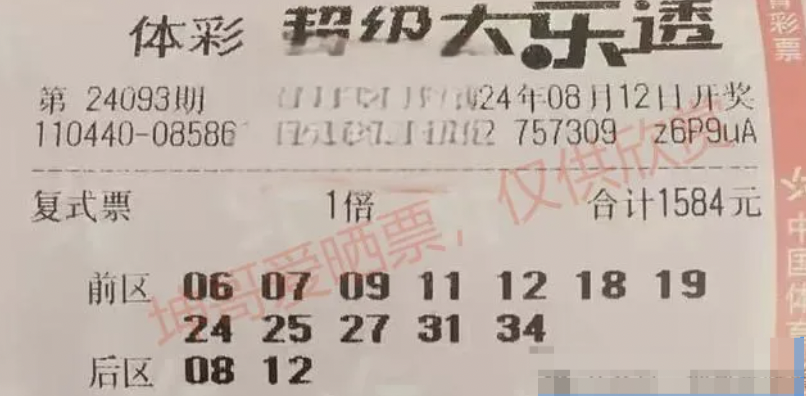 体彩 超级大乐透
第 24093期 24年08月12日开奖
110440-08586 2 757309 z6P9uA
复式票 1倍 合计1584元
前区 06 07 09 11 12 18 19
24 25 27 31 34
后区 08 12
坤哥爱晒票,仅供欣赏
彩票
中国体育